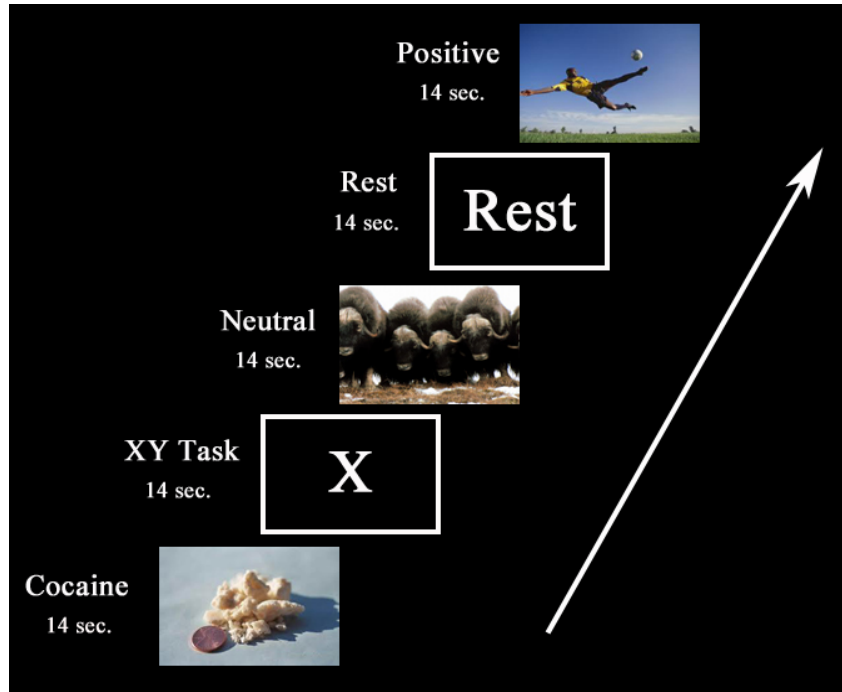 Positive
14 sec.
Rest
14 sec.
Rest
Neutral
14 sec.
XY Task
14 sec.
X
Cocaine
14 sec.